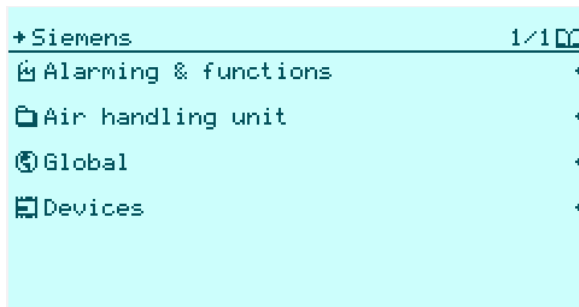 Siemens 1/1
Alarming & functions
Air handling unit
Global
Devices